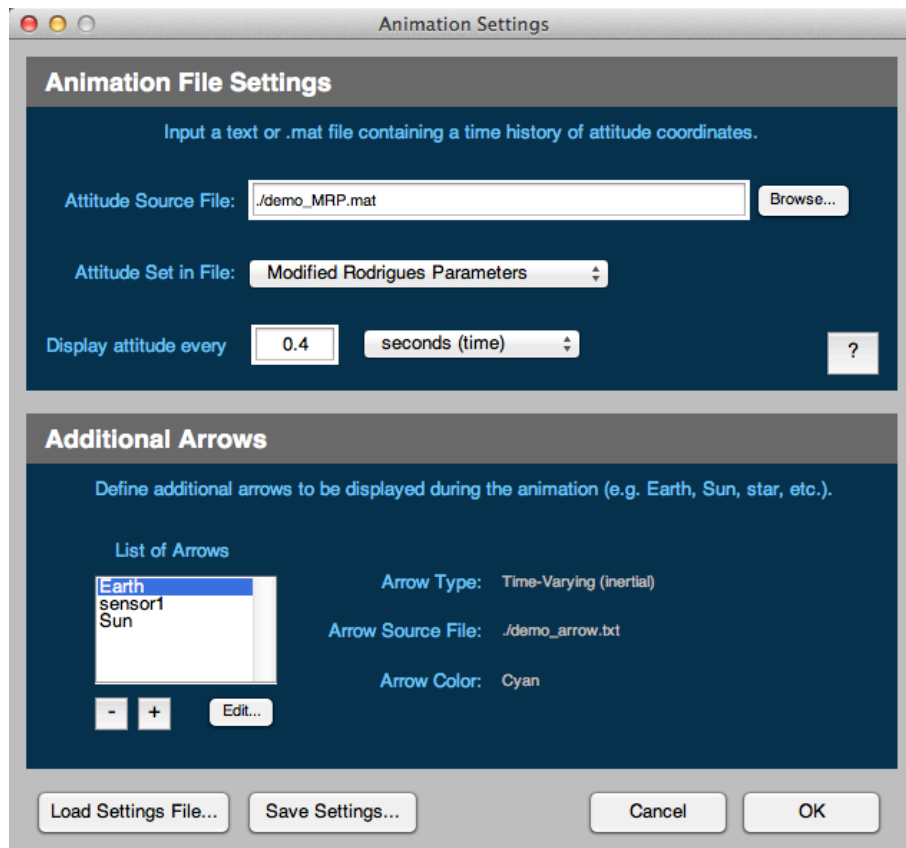 Animation Settings
Animation File Settings
Input a text or .mat file containing a time history of attitude coordinates.
Attitude Source File: ./demo_MRP.mat Browse...
Attitude Set in File: Modified Rodrigues Parameters
Display attitude every 0.4 seconds (time)
?
Additional Arrows
Define additional arrows to be displayed during the animation (e.g. Earth, Sun, star, etc.).
List of Arrows
Earth
sensor1
Sun
- + Edit...
Arrow Type: Time-Varying (inertial)
Arrow Source File: ./demo_arrow.txt
Arrow Color: Cyan
Load Settings File... Save Settings... Cancel OK